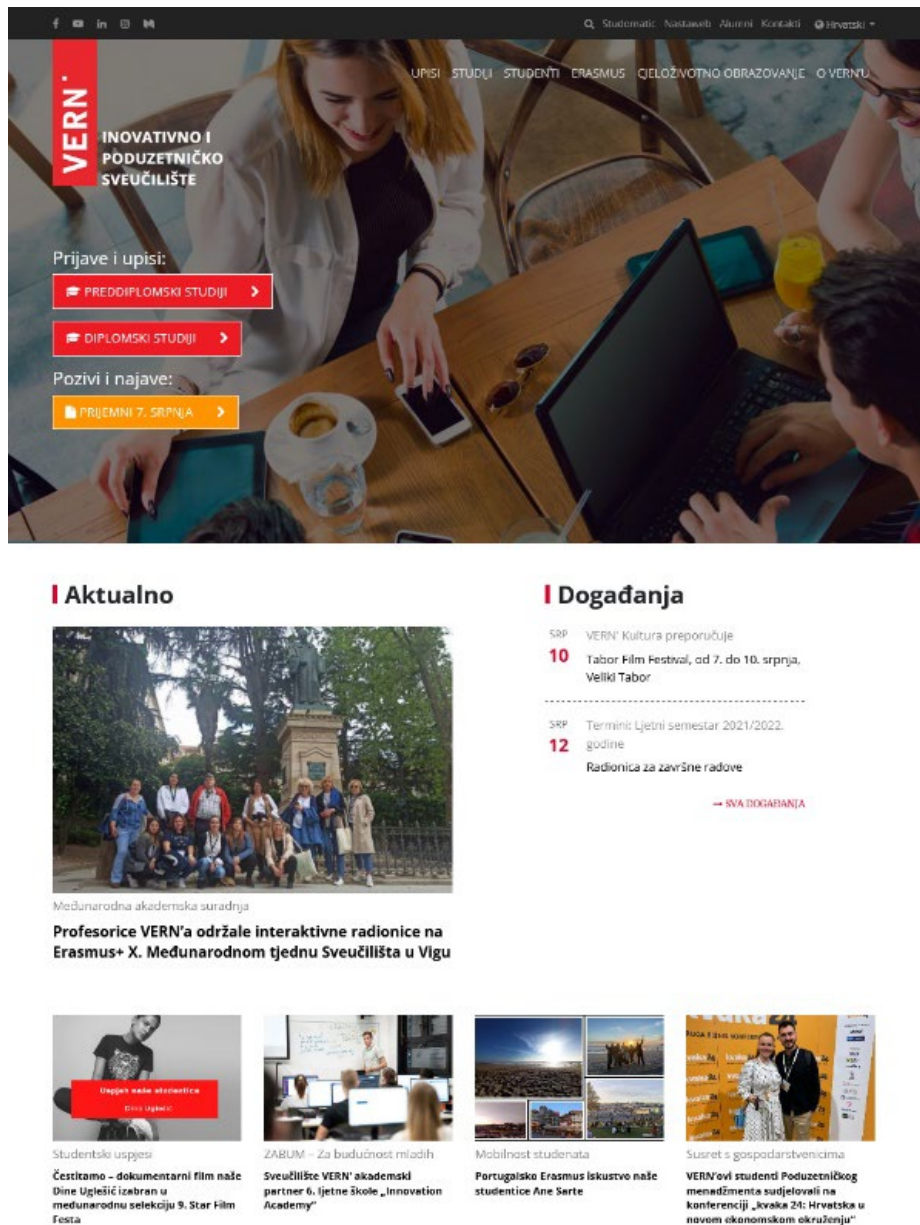 Studomatic Nastaweb Alumni Kontakti Hrvatski
VERN'
UPISI STUDIJI STUDENTI ERASMUS CJELOŽIVOTNO OBRAZOVANJE O VERN'U
INOVATIVNO I
PODUZETNIČKO
SVEUČILIŠTE
Prijave i upisi:
PREDDIPLOMSKI STUDIJI
DIPLOMSKI STUDIJI
Pozivi i najave:
PRIJEMNI 7. SRPNJA
Aktualno
Međunarodna akademska suradnja
Profesorice VERN'a održale interaktivne radionice na
Erasmus+ X. Međunarodnom tjednu Sveučilišta u Vigu
Događanja
SRP
10
VERN' Kultura preporučuje
Tabor Film Festival, od 7. do 10. srpnja,
Veliki Tabor
SRP
12
Termini: Ljetni semestar 2021/2022.
godine
Radionica za završne radove
→ SVA DOGAĐANJA
Uspjeh naše studentice
Dine Uglešić
Studentski uspjesi
Čestitamo – dokumentarni film naše
Dine Uglešić izabran u
međunarodnu selekciju 9. Star Film
Festa
ZABUM – Za budućnost mladih
Sveučilište VERN' akademski
partner 6. ljetne škole „Innovation
Academy“
Mobilnost studenata
Portugalsko Erasmus iskustvo naše
studentice Ane Sarte
kvaka 24
Susret s gospodarstvenicima
VERN'ovi studenti Poduzetničkog
menadžmenta sudjelovali na
konferenciji „kvaka 24: Hrvatska u
novom ekonomskom okruženju“